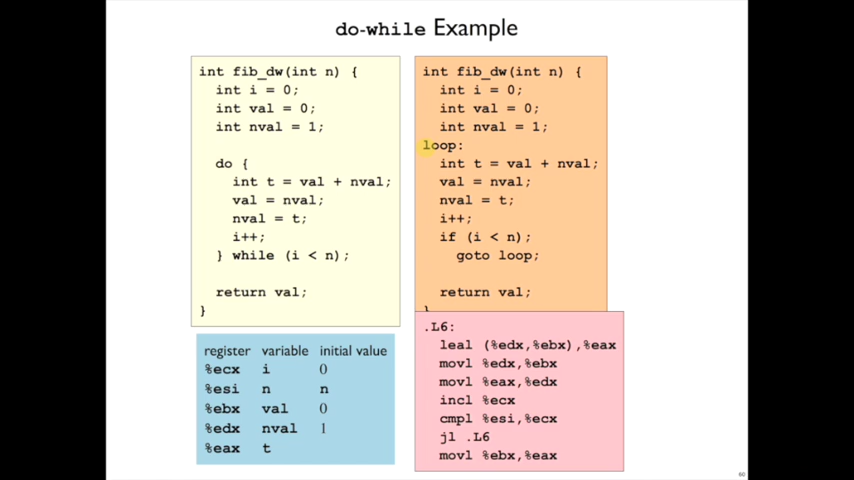 do-while Example
int fib_dw(int n) {
int i = 0;
int val = 0;
int nval = 1;
do {
int t = val + nval;
val = nval;
nval = t;
i++;
} while (i < n);
return val;
}
int fib_dw(int n) {
int i = 0;
int val = 0;
int nval = 1;
loop:
int t = val + nval;
val = nval;
nval = t;
i++;
if (i < n);
goto loop;
return val;
}
register variable initial value
%ecx i 0
%esi n n
%ebx val 0
%edx nval 1
%eax t
.L6:
leal (%edx,%ebx),%eax
movl %edx,%ebx
movl %eax,%edx
incl %ecx
cmpl %esi,%ecx
jl .L6
movl %ebx,%eax
60